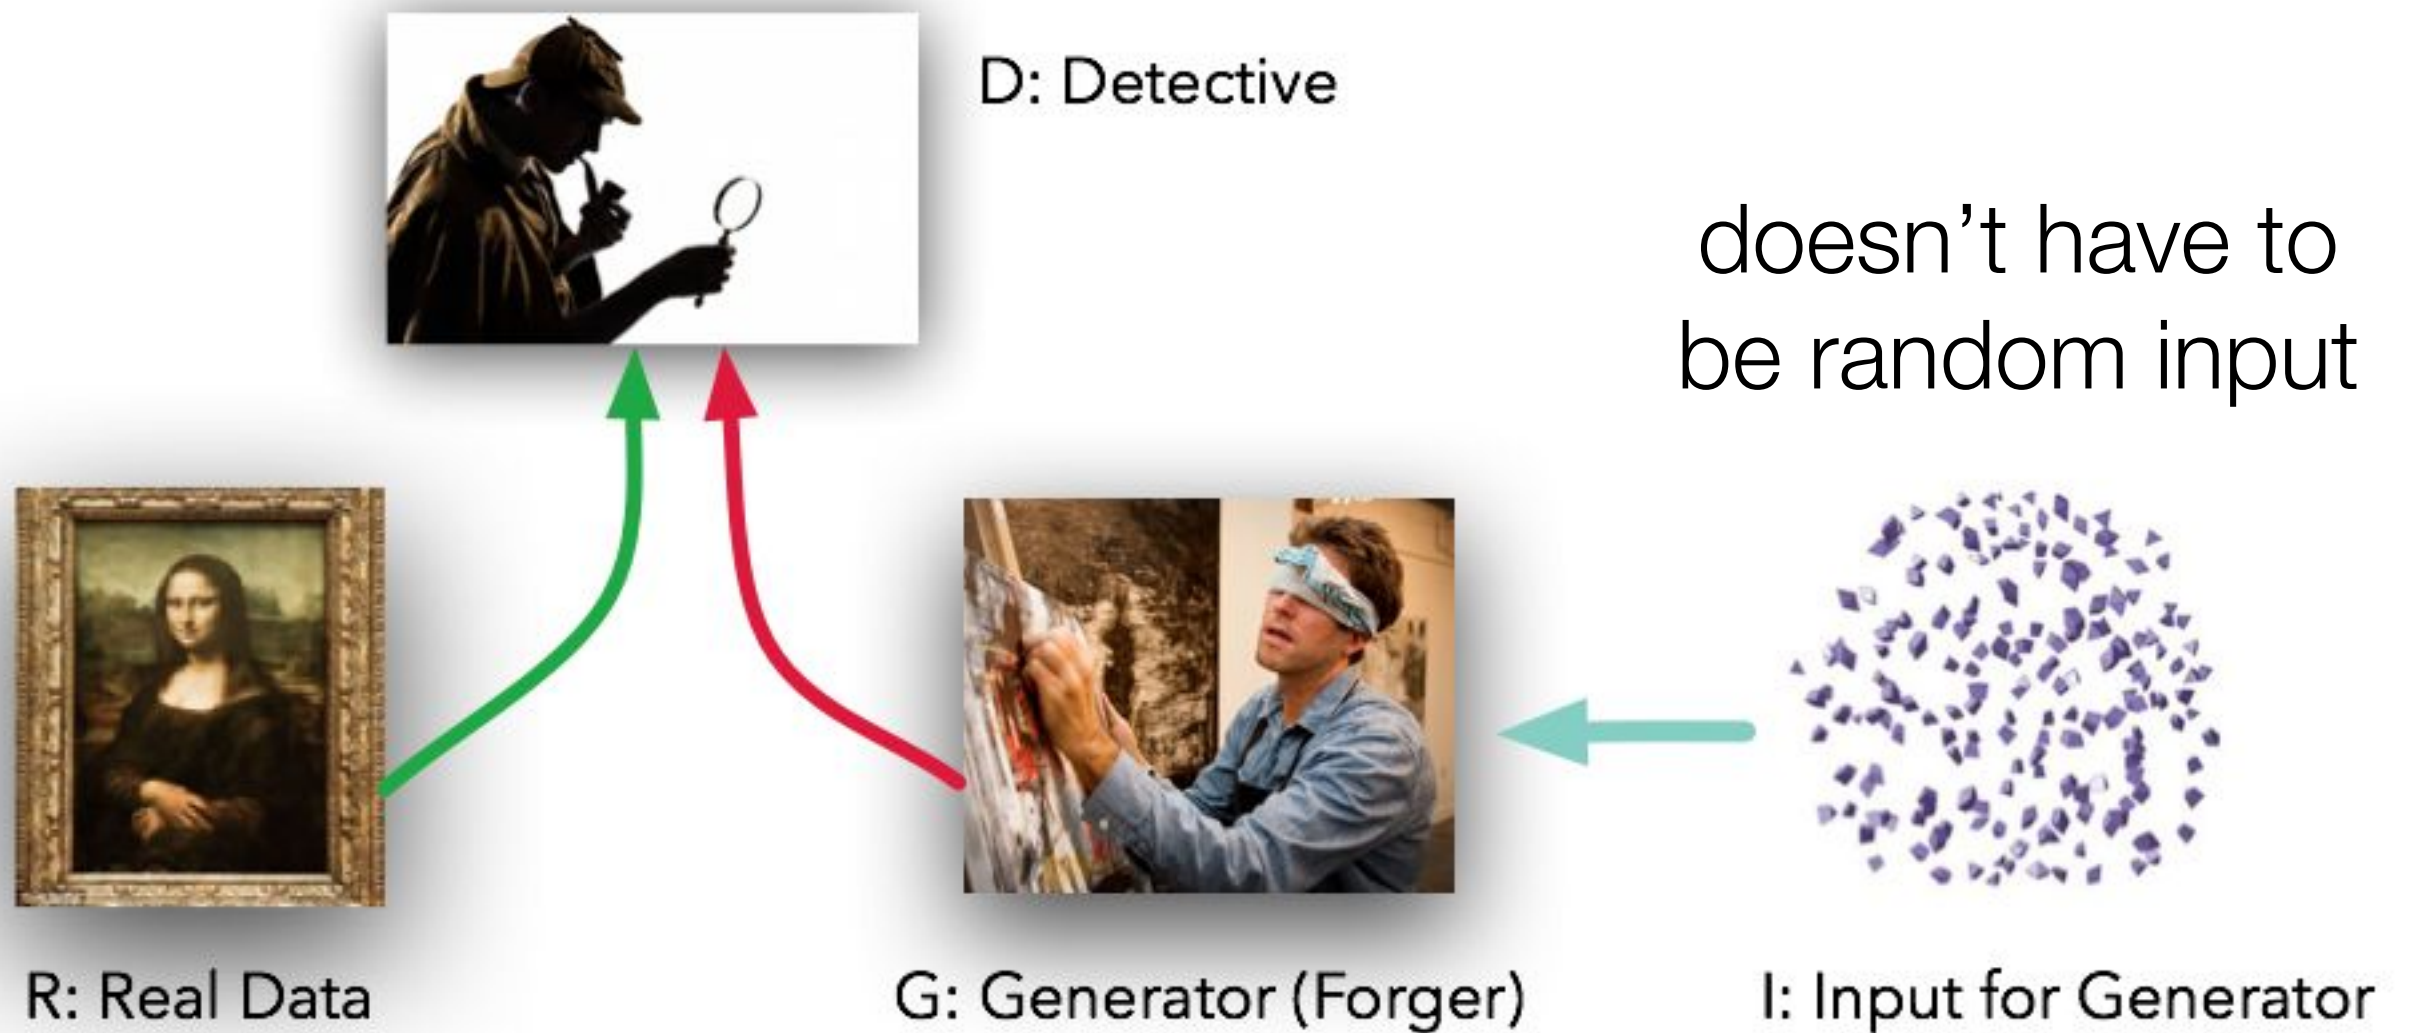 D: Detective
doesn't have to
be random input
R: Real Data
G: Generator (Forger)
I: Input for Generator